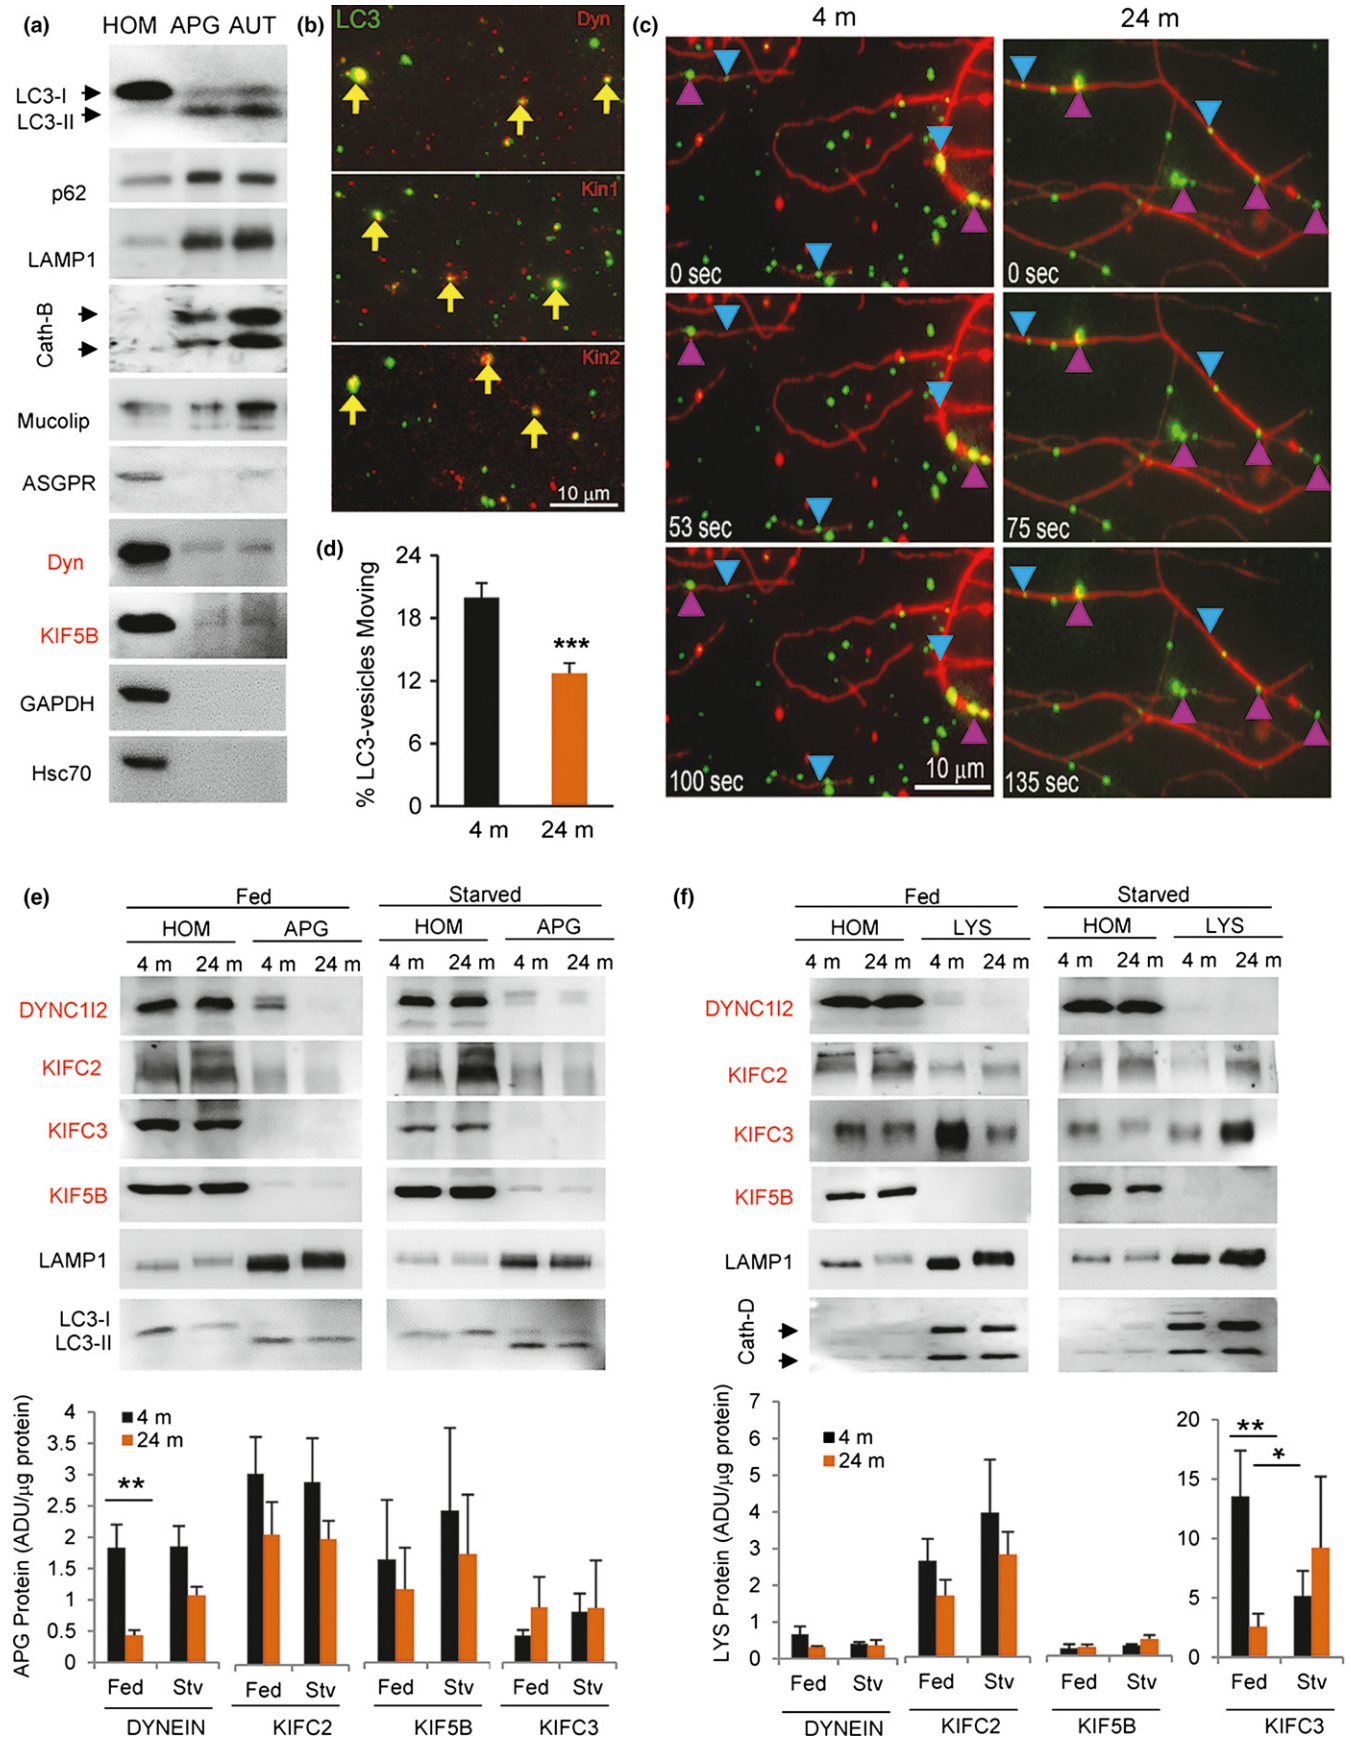 (a)
HOM APG AUT
LC3-I
LC3-II
p62
LAMP1
Cath-B
Mucolip
ASGPR
Dyn
KIF5B
GAPDH
Hsc70
(b)
LC3
Dyn
Kin1
Kin2
10 μm
(c)
4 m
24 m
0 sec
0 sec
53 sec
75 sec
100 sec
10 μm
135 sec
(d)
% LC3-vesicles Moving
24
18
12
6
0
***
4 m
24 m
(e)
Fed
Starved
HOM
APG
HOM
APG
4 m 24 m 4 m 24 m
4 m 24 m 4 m 24 m
DYNC1I2
KIFC2
KIFC3
KIF5B
LAMP1
LC3-I
LC3-II
APG Protein (ADU/μg protein)
4
3.5
3
2.5
2
1.5
1
0.5
0
4 m
24 m
**
Fed Stv Fed Stv Fed Stv Fed Stv
DYNEIN KIFC2 KIF5B KIFC3
(f)
Fed
Starved
HOM
LYS
HOM
LYS
4 m 24 m 4 m 24 m
4 m 24 m 4 m 24 m
DYNC1I2
KIFC2
KIFC3
KIF5B
LAMP1
Cath-D
LYS Protein (ADU/μg protein)
7
6
5
4
3
2
1
0
4 m
24 m
20
15
10
5
0
**
*
Fed Stv Fed Stv Fed Stv Fed Stv
DYNEIN KIFC2 KIF5B KIFC3